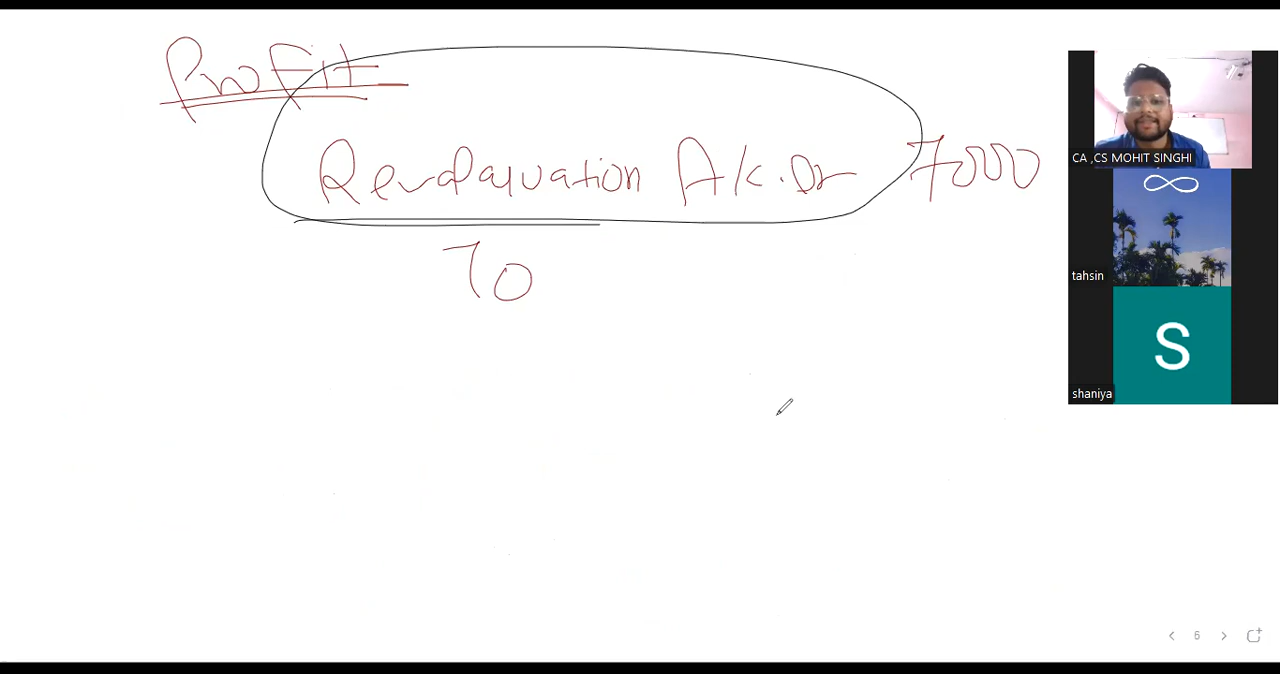 Profit
Revaluation A/c. Dr 7000
To
CA ,CS MOHIT SINGHI
tahsin
S
shaniya
6